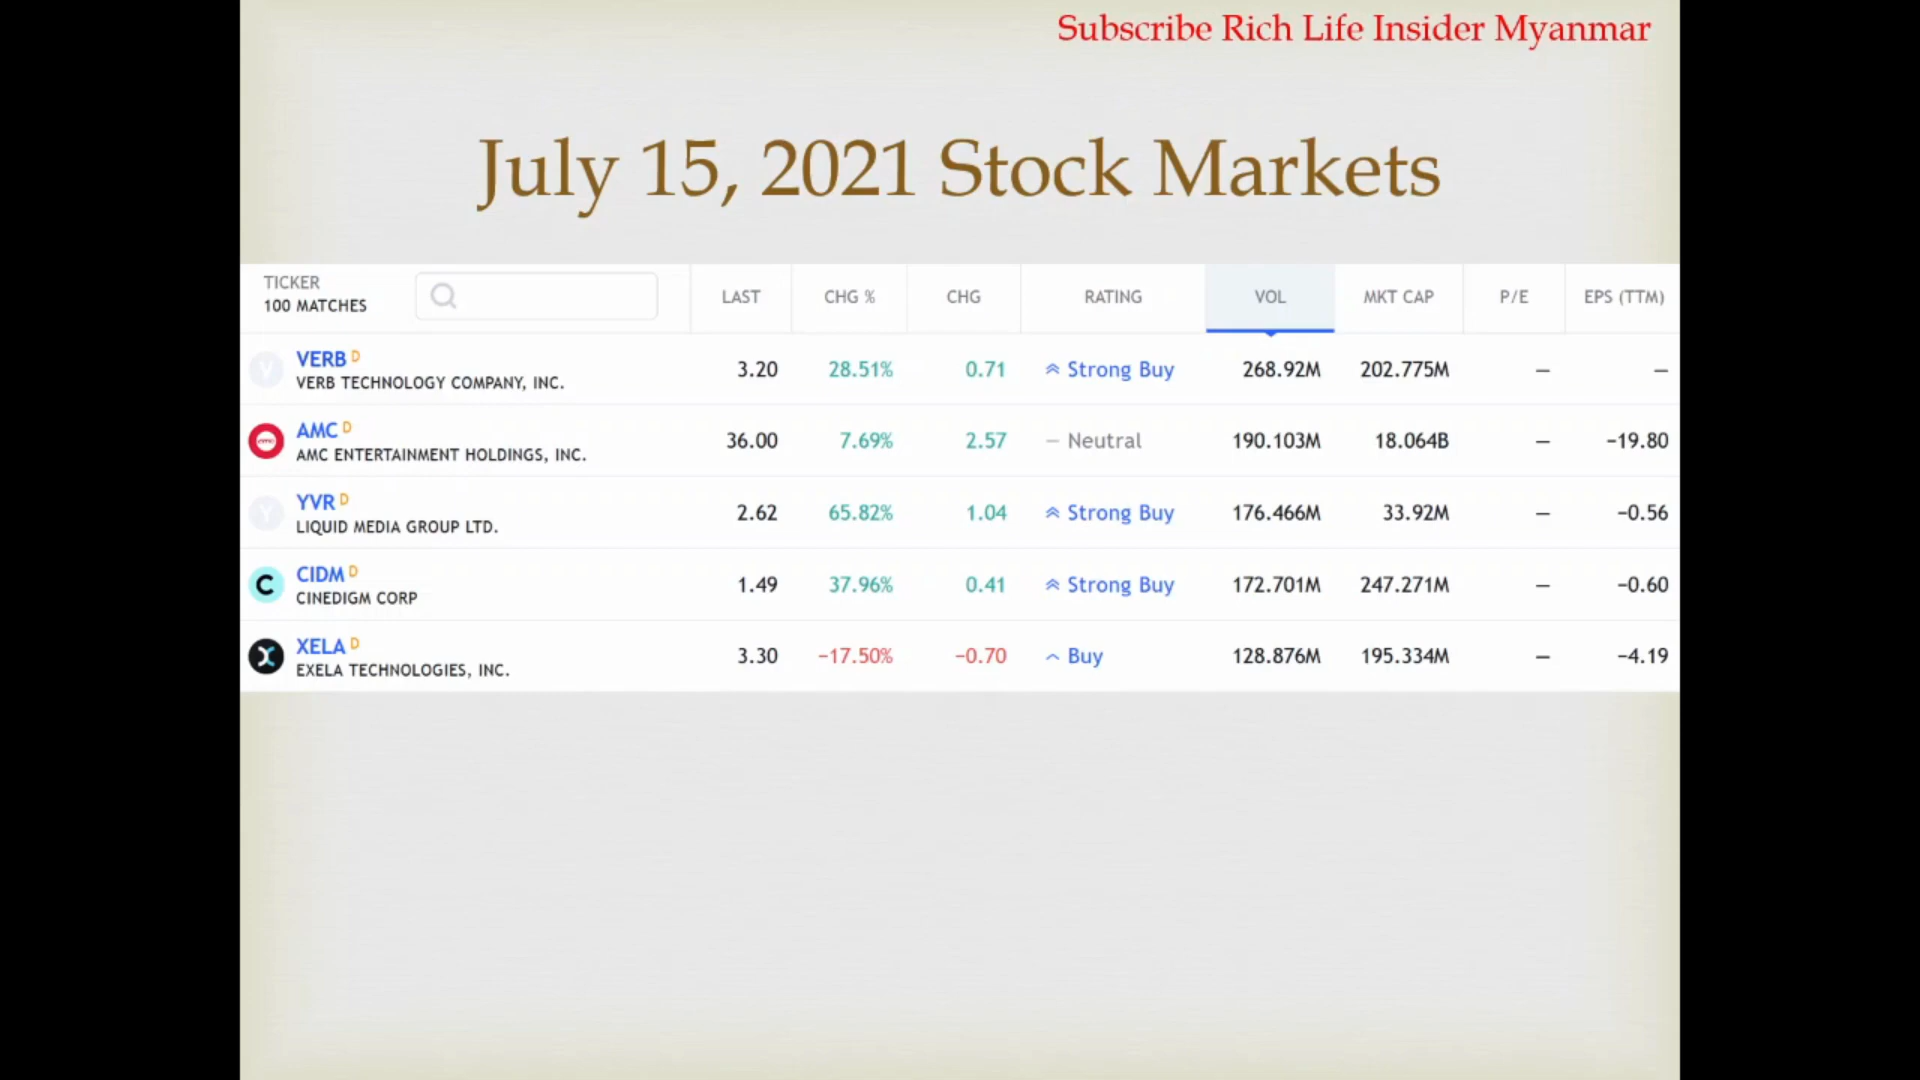 Subscribe Rich Life Insider Myanmar
July 15, 2021 Stock Markets
TICKER
100 MATCHES
LAST CHG % CHG RATING VOL MKT CAP P/E EPS (TTM)
VERB D
VERB TECHNOLOGY COMPANY, INC.
3.20 28.51% 0.71 Strong Buy 268.92M 202.775M — —
AMC D
AMC ENTERTAINMENT HOLDINGS, INC.
36.00 7.69% 2.57 — Neutral 190.103M 18.064B — −19.80
YVR D
LIQUID MEDIA GROUP LTD.
2.62 65.82% 1.04 Strong Buy 176.466M 33.92M — −0.56
C
CIDM D
CINEDIGM CORP
1.49 37.96% 0.41 Strong Buy 172.701M 247.271M — −0.60
XELA D
EXELA TECHNOLOGIES, INC.
3.30 −17.50% −0.70 Buy 128.876M 195.334M — −4.19